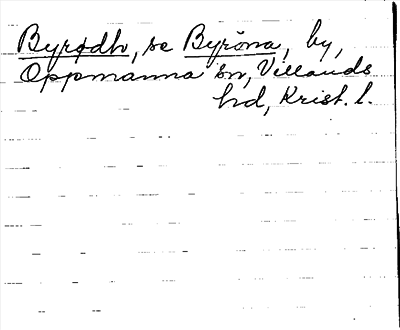 Byrødh, se Byröna, by,
Oppmanna sn, Villands
hd, Krist. l.